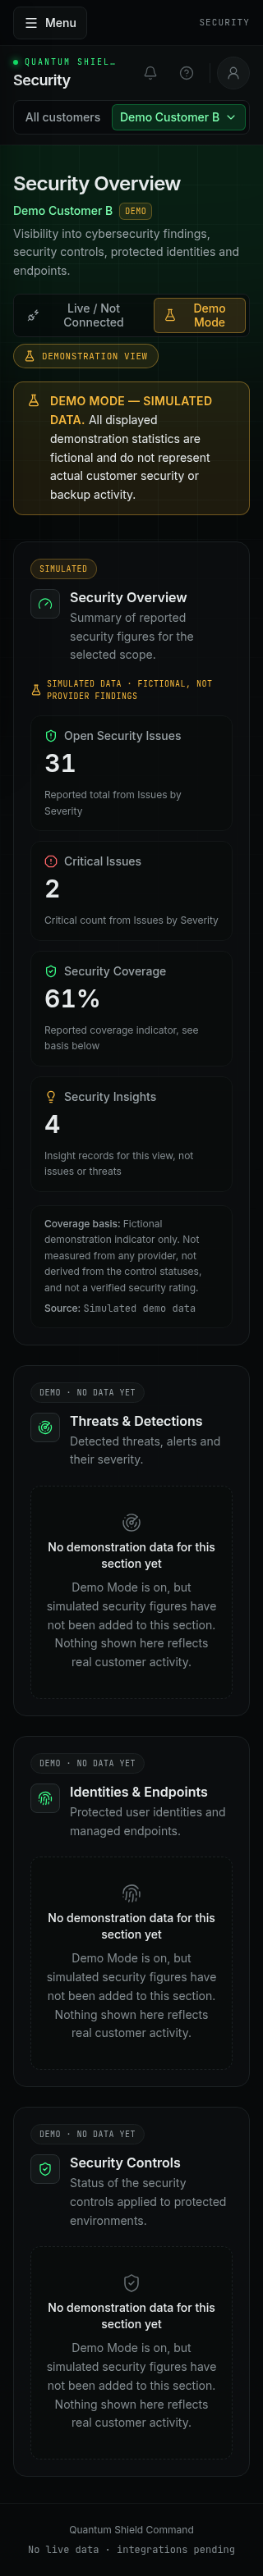 Menu
SECURITY
QUANTUM SHIEL…
Security
All customers
Demo Customer B
Security Overview
Demo Customer B DEMO
Visibility into cybersecurity findings,
security controls, protected identities and
endpoints.
Live / Not
Connected
Demo
Mode
DEMONSTRATION VIEW
DEMO MODE — SIMULATED
DATA. All displayed
demonstration statistics are
fictional and do not represent
actual customer security or
backup activity.
SIMULATED
Security Overview
Summary of reported
security figures for the
selected scope.
SIMULATED DATA · FICTIONAL, NOT
PROVIDER FINDINGS
Open Security Issues
31
Reported total from Issues by
Severity
Critical Issues
2
Critical count from Issues by Severity
Security Coverage
61%
Reported coverage indicator, see
basis below
Security Insights
4
Insight records for this view, not
issues or threats
Coverage basis: Fictional
demonstration indicator only. Not
measured from any provider, not
derived from the control statuses,
and not a verified security rating.
Source: Simulated demo data
DEMO · NO DATA YET
Threats & Detections
Detected threats, alerts and
their severity.
No demonstration data for this
section yet
Demo Mode is on, but
simulated security figures have
not been added to this section.
Nothing shown here reflects
real customer activity.
DEMO · NO DATA YET
Identities & Endpoints
Protected user identities and
managed endpoints.
No demonstration data for this
section yet
Demo Mode is on, but
simulated security figures have
not been added to this section.
Nothing shown here reflects
real customer activity.
DEMO · NO DATA YET
Security Controls
Status of the security
controls applied to protected
environments.
No demonstration data for this
section yet
Demo Mode is on, but
simulated security figures have
not been added to this section.
Nothing shown here reflects
real customer activity.
Quantum Shield Command
No live data · integrations pending